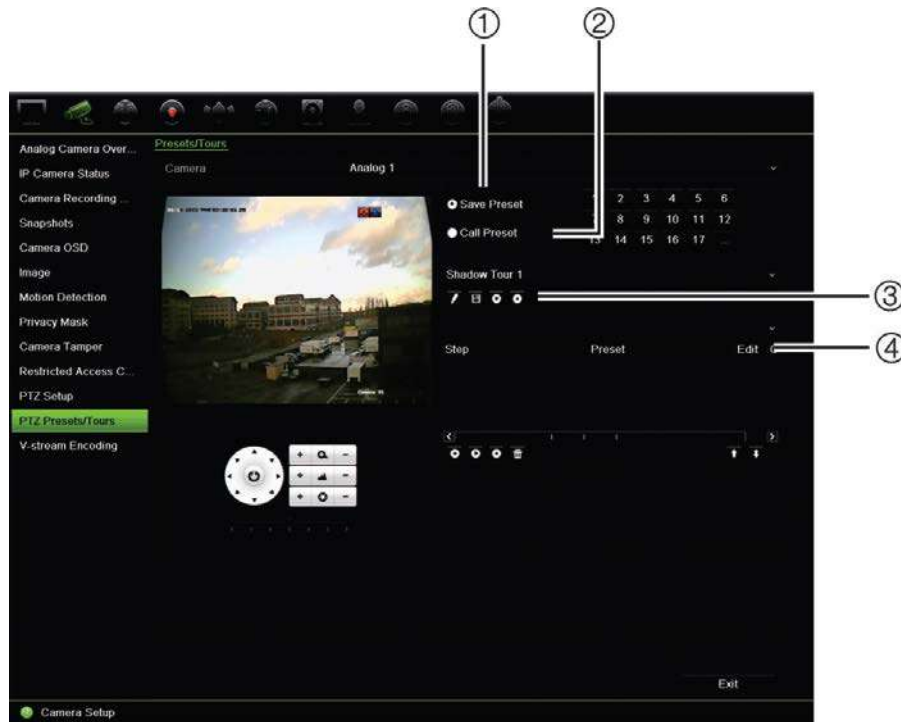 ① ②
Presets/Tours
Analog Camera Over...
IP Camera Status
Camera Recording ...
Snapshots
Camera OSD
Image
Motion Detection
Privacy Mask
Camera Tamper
Restricted Access C...
PTZ Setup
PTZ Presets/Tours
V-stream Encoding
Camera Analog 1
Save Preset
Call Preset
1 2 3 4 5 6
8 9 10 11 12
13 14 15 16 17 ...
Shadow Tour 1
③
Step Preset Edit
④
Exit
Camera Setup